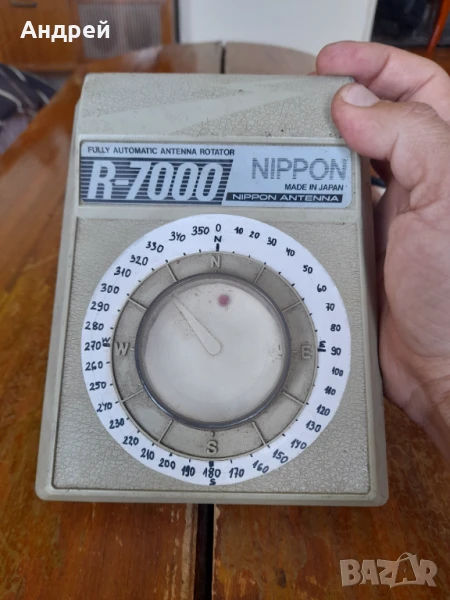 Андрей
FULLY AUTOMATIC ANTENNA ROTATOR
R-7000
NIPPON
MADE IN JAPAN
NIPPON ANTENNA
0 10 20 30 40 50 60 70 80 90 100 110 120 130 140 150 160 170 180 190 200 210 220 230 240 250 260 270 280 290 300 310 320 330 340 350
N E S
N E S W
BAZAR